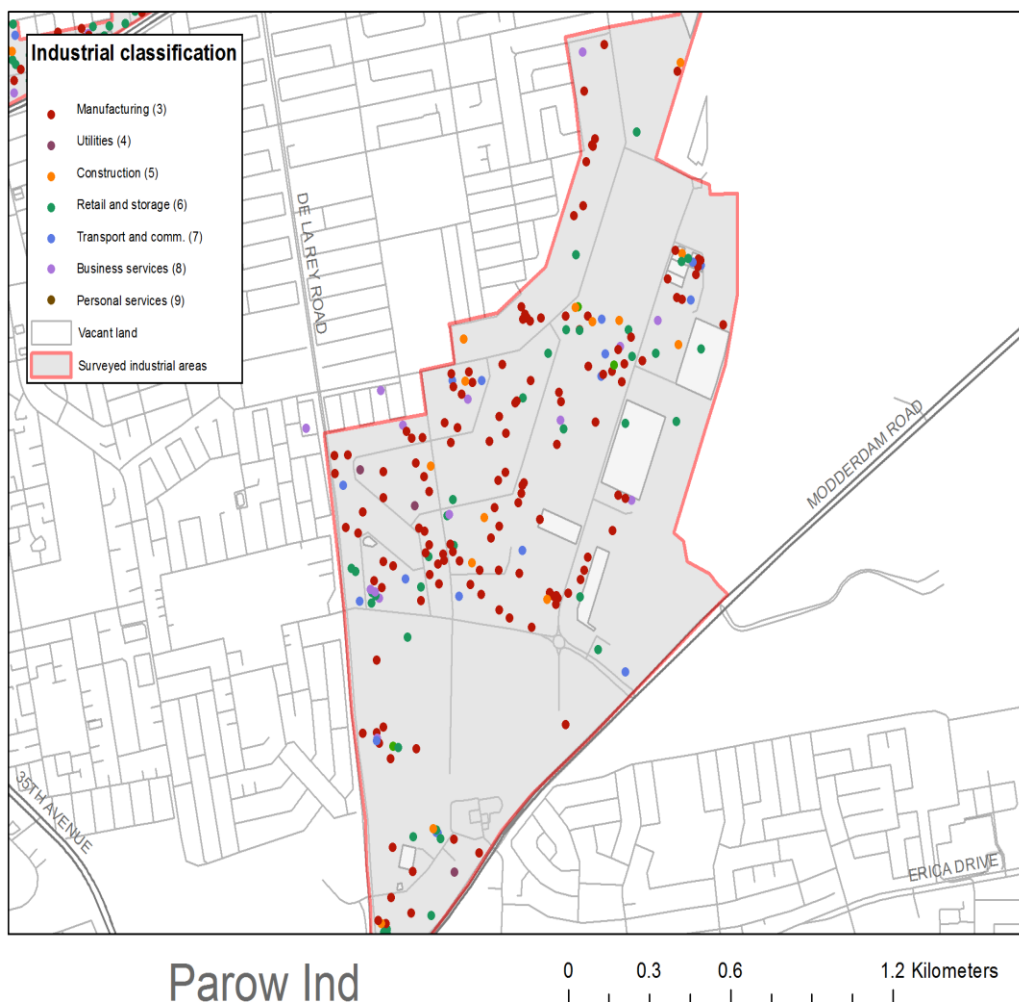 Industrial classification
Manufacturing (3)
Utilities (4)
Construction (5)
Retail and storage (6)
Transport and comm. (7)
Business services (8)
Personal services (9)
Vacant land
Surveyed industrial areas
DE LA REY ROAD
MODDERDAM ROAD
35TH AVENUE
ERICA DRIVE
Parow Ind
0 0.3 0.6 1.2 Kilometers